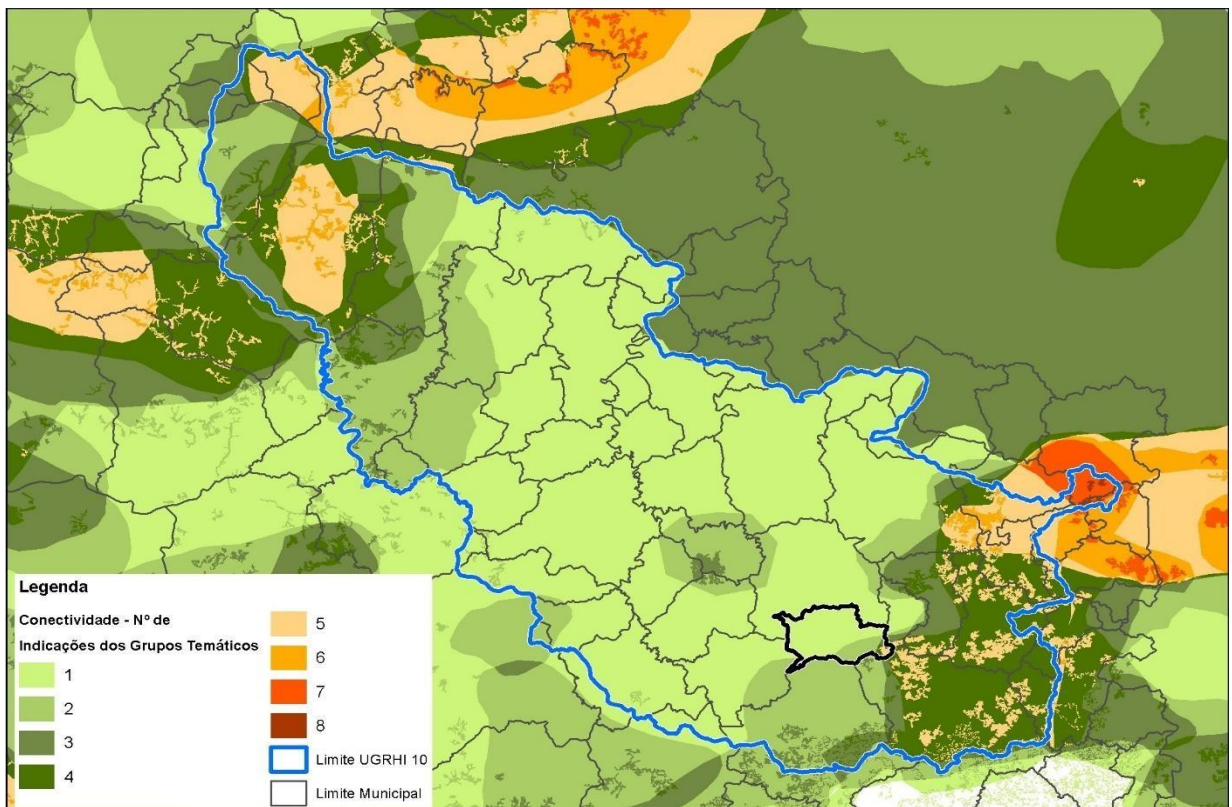 Legenda
Conectividade - Nº de
Indicações dos Grupos Temáticos
1
2
3
4
5
6
7
8
Limite UGRHI 10
Limite Municipal